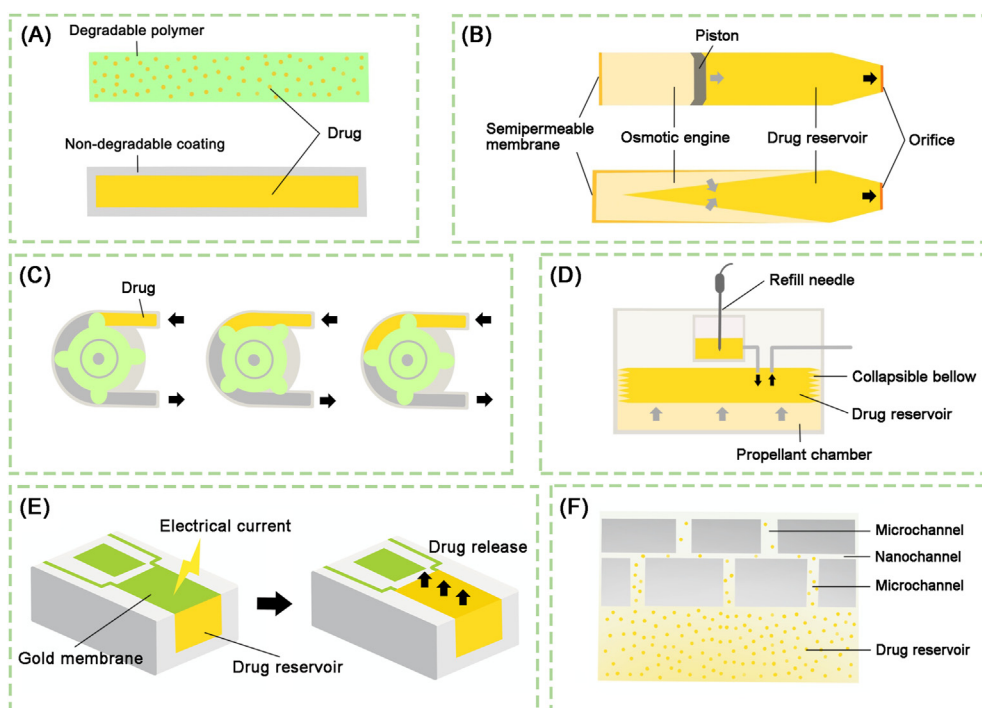 (A)
Degradable polymer
Drug
Non-degradable coating
(B)
Piston
Semipermeable
membrane
Osmotic engine
Drug reservoir
Orifice
(C)
Drug
(D)
Refill needle
Collapsible bellow
Drug reservoir
Propellant chamber
(E)
Electrical current
Drug release
Gold membrane
Drug reservoir
(F)
Microchannel
Nanochannel
Microchannel
Drug reservoir